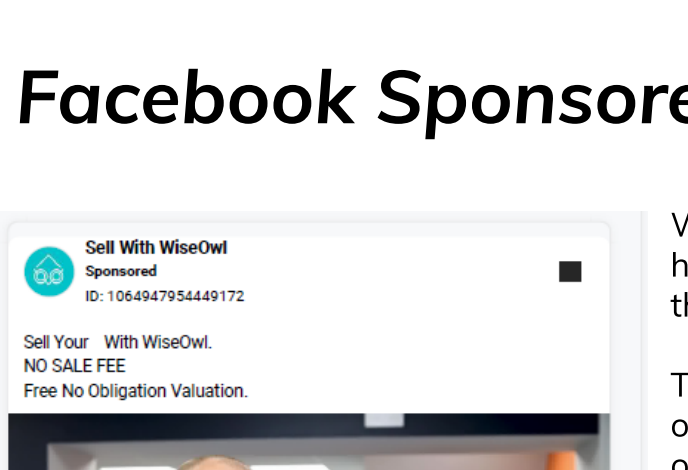 Facebook Sponsore
Sell With WiseOwl
Sponsored
ID: 1064947954449172
Sell Your With WiseOwl.
NO SALE FEE
Free No Obligation Valuation.